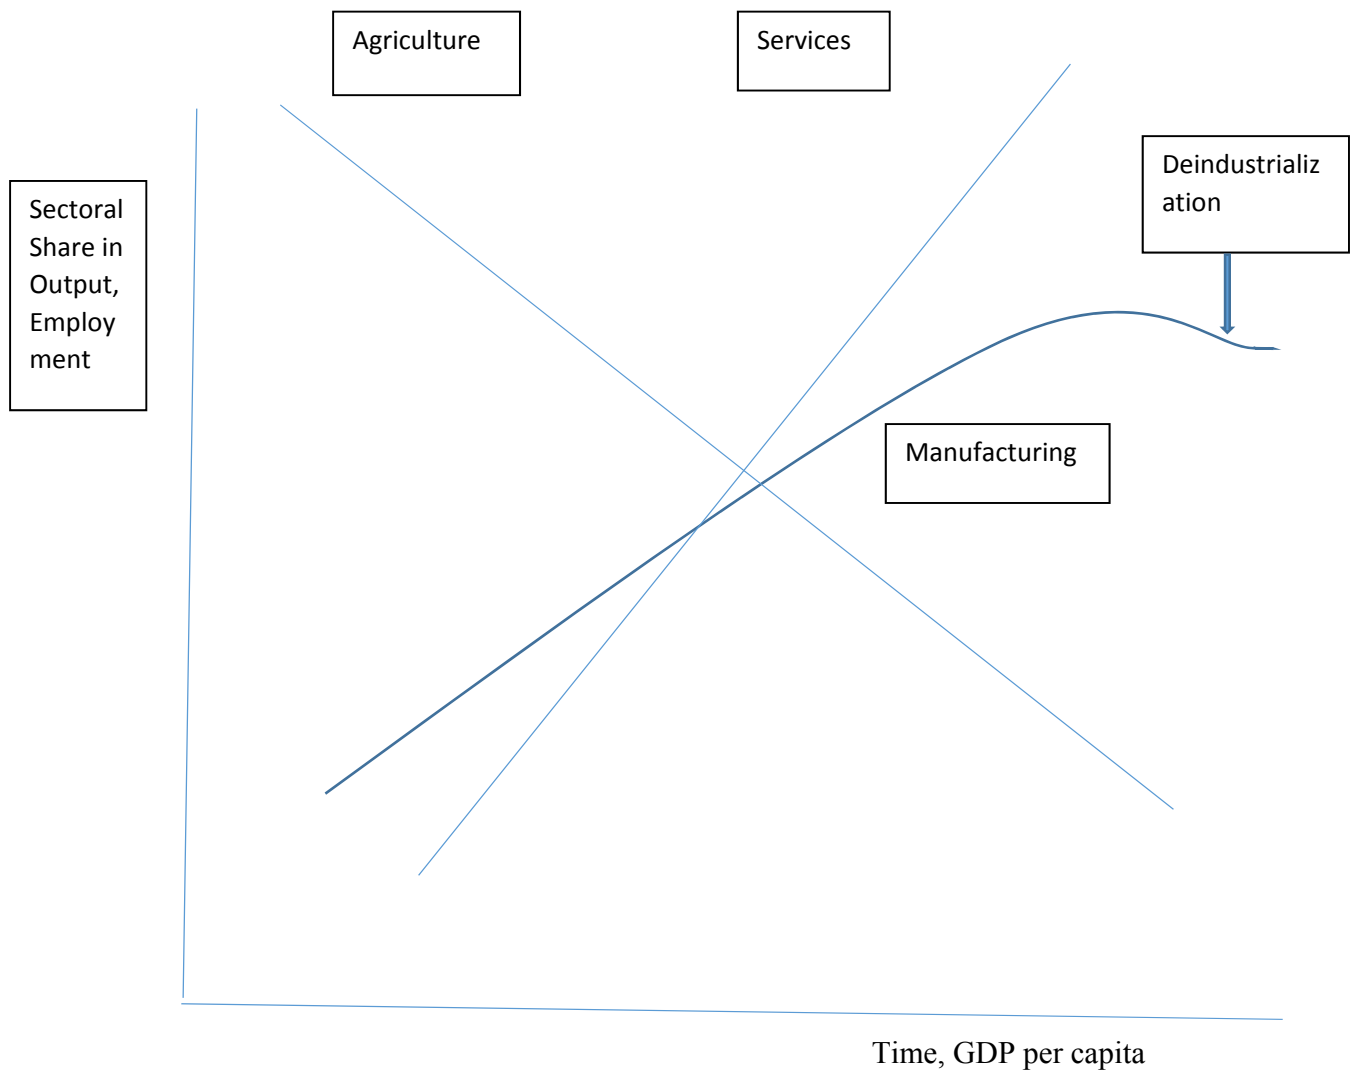 Agriculture
Services
Deindustrializ
ation
Sectoral
Share in
Output,
Employ
ment
Manufacturing
Time, GDP per capita